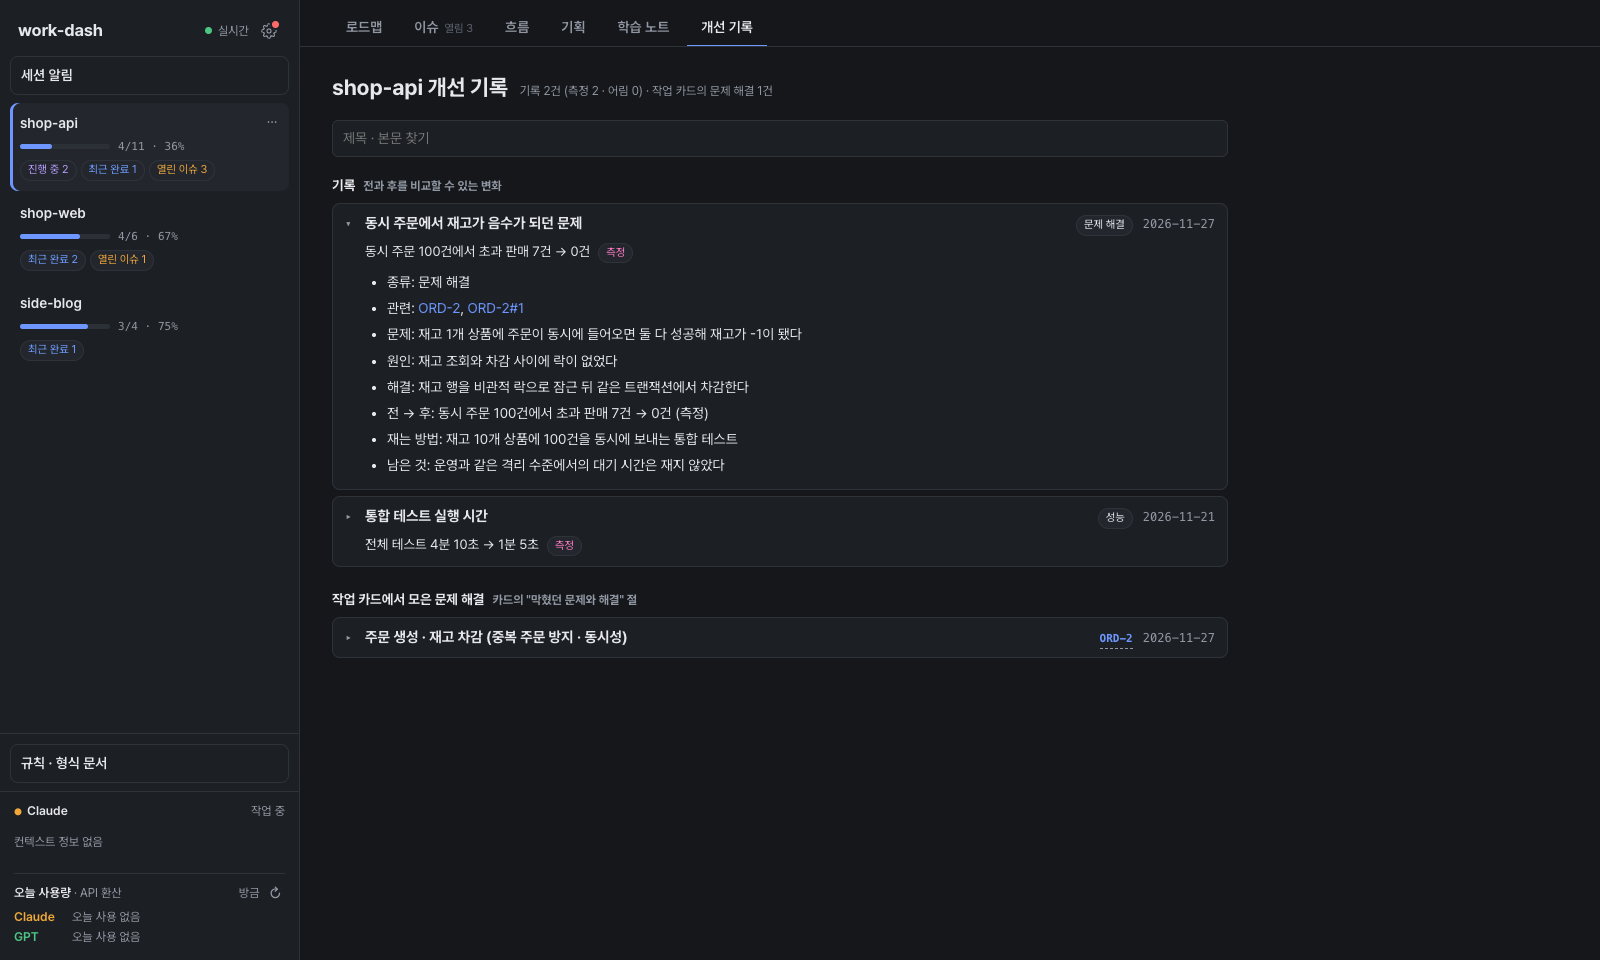 work-dash
실시간
세션 알림
shop-api
···
4/11 · 36%
진행 중 2
최근 완료 1
열린 이슈 3
shop-web
4/6 · 67%
최근 완료 2
열린 이슈 1
side-blog
3/4 · 75%
최근 완료 1
규칙 · 형식 문서
Claude
작업 중
컨텍스트 정보 없음
오늘 사용량 · API 환산
방금
Claude 오늘 사용 없음
GPT 오늘 사용 없음
로드맵
이슈 열림 3
흐름
기획
학습 노트
개선 기록
shop-api 개선 기록 기록 2건 (측정 2 · 어림 0) · 작업 카드의 문제 해결 1건
제목 · 본문 찾기
기록 전과 후를 비교할 수 있는 변화
▾ 동시 주문에서 재고가 음수가 되던 문제
문제 해결 2026-11-27
동시 주문 100건에서 초과 판매 7건 → 0건 측정
• 종류: 문제 해결
• 관련: ORD-2, ORD-2#1
• 문제: 재고 1개 상품에 주문이 동시에 들어오면 둘 다 성공해 재고가 -1이 됐다
• 원인: 재고 조회와 차감 사이에 락이 없었다
• 해결: 재고 행을 비관적 락으로 잠근 뒤 같은 트랜잭션에서 차감한다
• 전 → 후: 동시 주문 100건에서 초과 판매 7건 → 0건 (측정)
• 재는 방법: 재고 10개 상품에 100건을 동시에 보내는 통합 테스트
• 남은 것: 운영과 같은 격리 수준에서의 대기 시간은 재지 않았다
▸ 통합 테스트 실행 시간
성능 2026-11-21
전체 테스트 4분 10초 → 1분 5초 측정
작업 카드에서 모은 문제 해결 카드의 "막혔던 문제와 해결" 절
▸ 주문 생성 · 재고 차감 (중복 주문 방지 · 동시성)
ORD-2 2026-11-27